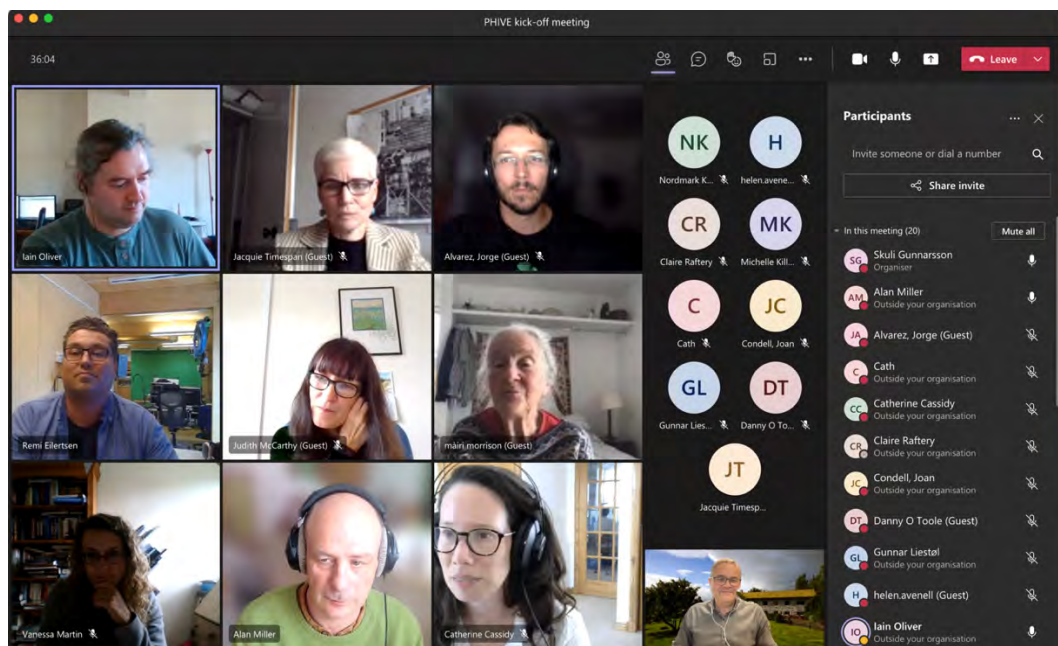 PHIVE kick-off meeting
36:04
Leave
Iain Oliver
Jacquie Timespan (Guest)
Alvarez, Jorge (Guest)
Remi Eilertsen
Judith McCarthy (Guest)
mairi morrison (Guest)
Vanessa Martin
Alan Miller
Catherine Cassidy
NK
H
Nordmark K...
helen.avene...
CR
MK
Claire Raftery
Michelle Kill...
C
JC
Cath
Condell, Joan
GL
DT
Gunnar Lies...
Danny O To...
JT
Jacquie Timesp...
Participants
Invite someone or dial a number
Share invite
In this meeting (20)
Mute all
SG
Skuli Gunnarsson
Organiser
AM
Alan Miller
Outside your organisation
JA
Alvarez, Jorge (Guest)
C
Cath
Outside your organisation
CC
Catherine Cassidy
Outside your organisation
CR
Claire Raftery
Outside your organisation
JC
Condell, Joan
Outside your organisation
DT
Danny O Toole (Guest)
GL
Gunnar Liestøl
Outside your organisation
H
helen.avenell (Guest)
IO
Iain Oliver
Outside your organisation